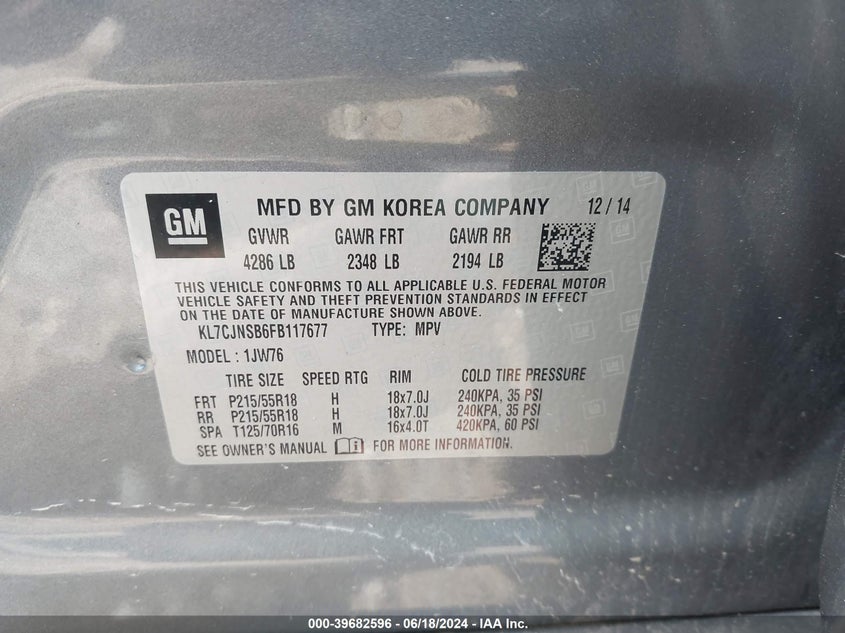 GM MFD BY GM KOREA COMPANY 12 / 14
GVWR GAWR FRT GAWR RR
4286 LB 2348 LB 2194 LB
THIS VEHICLE CONFORMS TO ALL APPLICABLE U.S. FEDERAL MOTOR
VEHICLE SAFETY AND THEFT PREVENTION STANDARDS IN EFFECT
ON THE DATE OF MANUFACTURE SHOWN ABOVE.
KL7CJNSB6FB117677 TYPE: MPV
MODEL : 1JW76
TIRE SIZE SPEED RTG RIM COLD TIRE PRESSURE
FRT P215/55R18 H 18x7.0J 240KPA, 35 PSI
RR P215/55R18 H 18x7.0J 240KPA, 35 PSI
SPA T125/70R16 M 16x4.0T 420KPA, 60 PSI
SEE OWNER'S MANUAL FOR MORE INFORMATION.
000-39682596 - 06/18/2024 - IAA Inc.